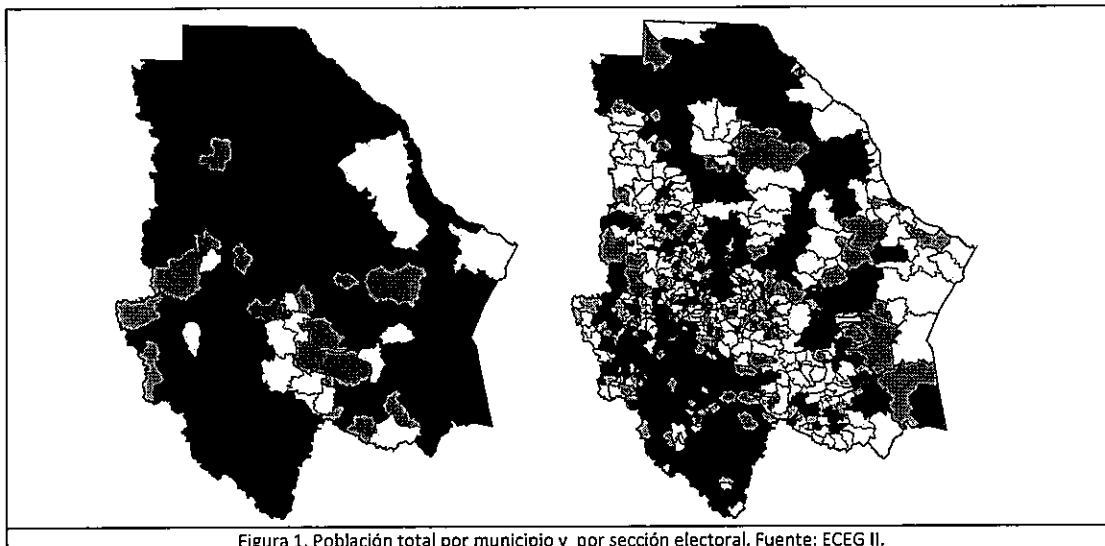 Figura 1. Población total por municipio y por sección electoral. Fuente: ECEG II.